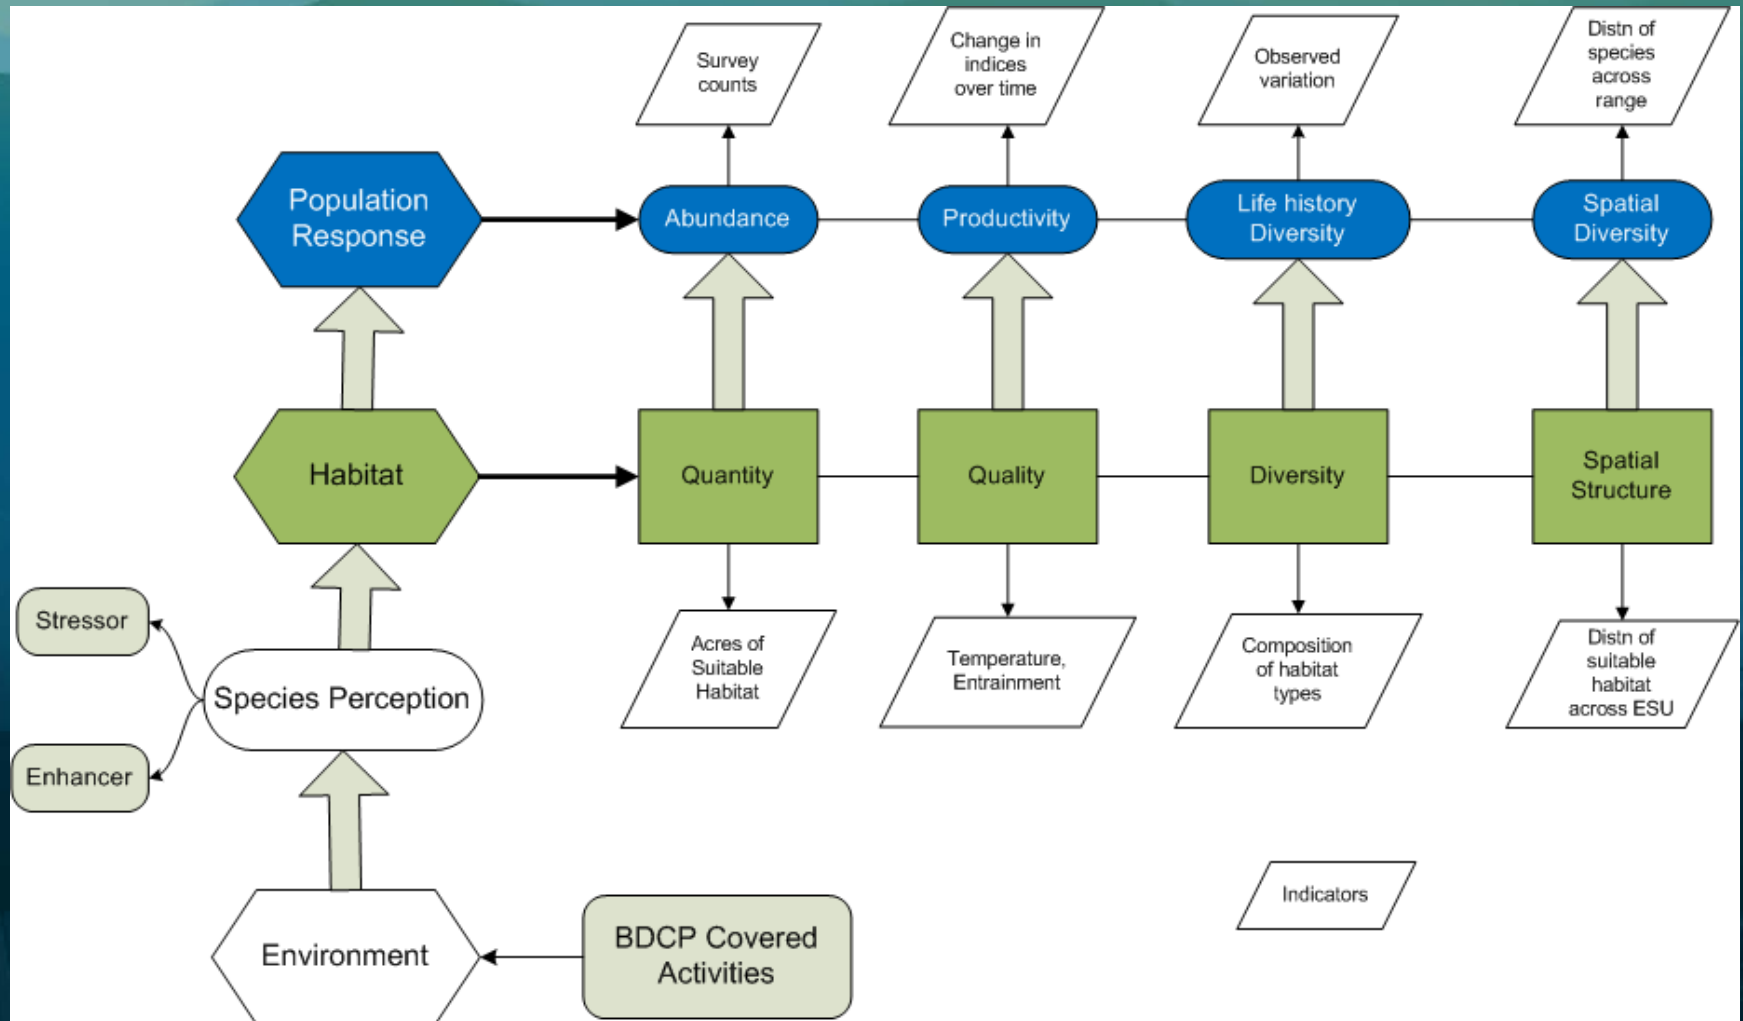 Survey
counts
Change in
indices
over time
Observed
variation
Distn of
species
across
range
Population
Response
Abundance
Productivity
Life history
Diversity
Spatial
Diversity
Habitat
Quantity
Quality
Diversity
Spatial
Structure
Stressor
Species Perception
Enhancer
Acres of
Suitable
Habitat
Temperature,
Entrainment
Composition
of habitat
types
Distn of
suitable
habitat
across ESU
Indicators
Environment
BDCP Covered
Activities